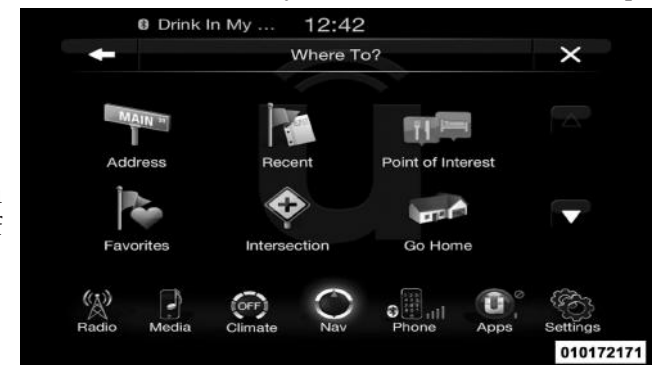 Drink In My ... 12:42
Where To?
MAIN ST
Address Recent Point of Interest
Favorites Intersection Go Home
OFF
Radio Media Climate Nav Phone Apps Settings
010172171